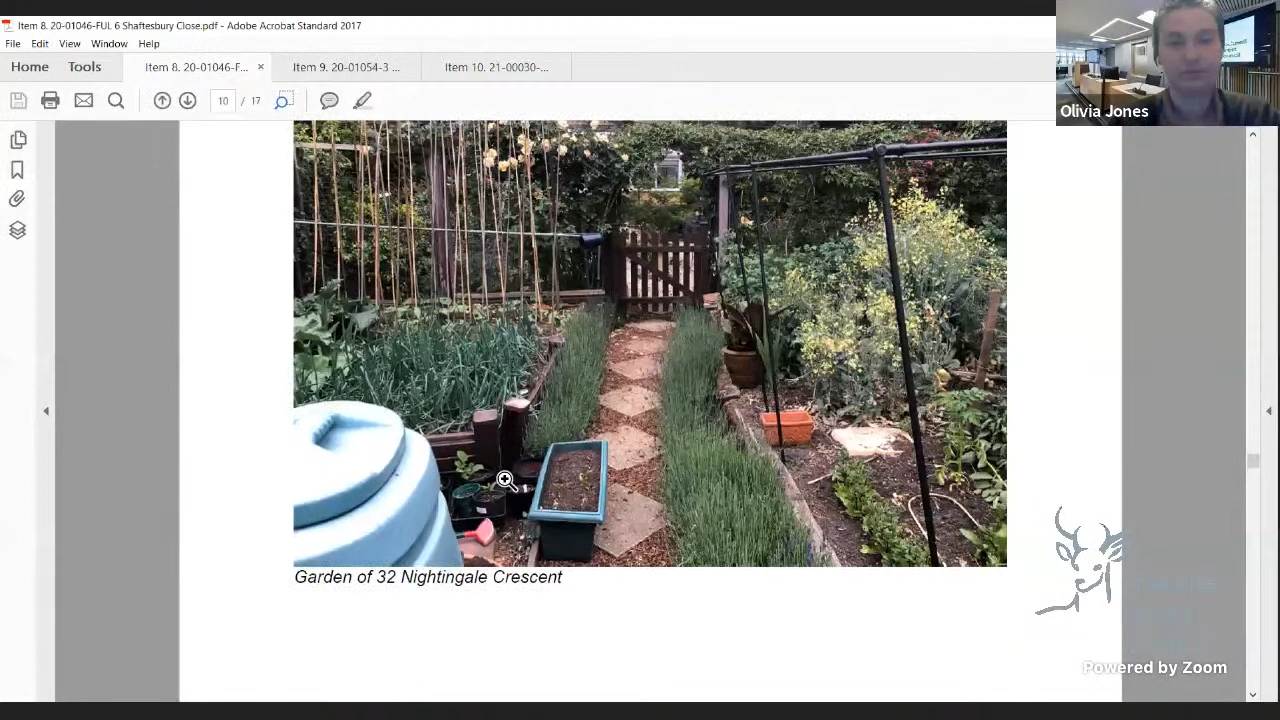 Item 8. 20-01046-FUL 6 Shaftesbury Close.pdf - Adobe Acrobat Standard 2017
File Edit View Window Help
Home Tools Item 8. 20-01046-F... × Item 9. 20-01054-3 ... Item 10. 21-00030-...
10 / 17
Olivia Jones
Garden of 32 Nightingale Crescent
Powered by Zoom